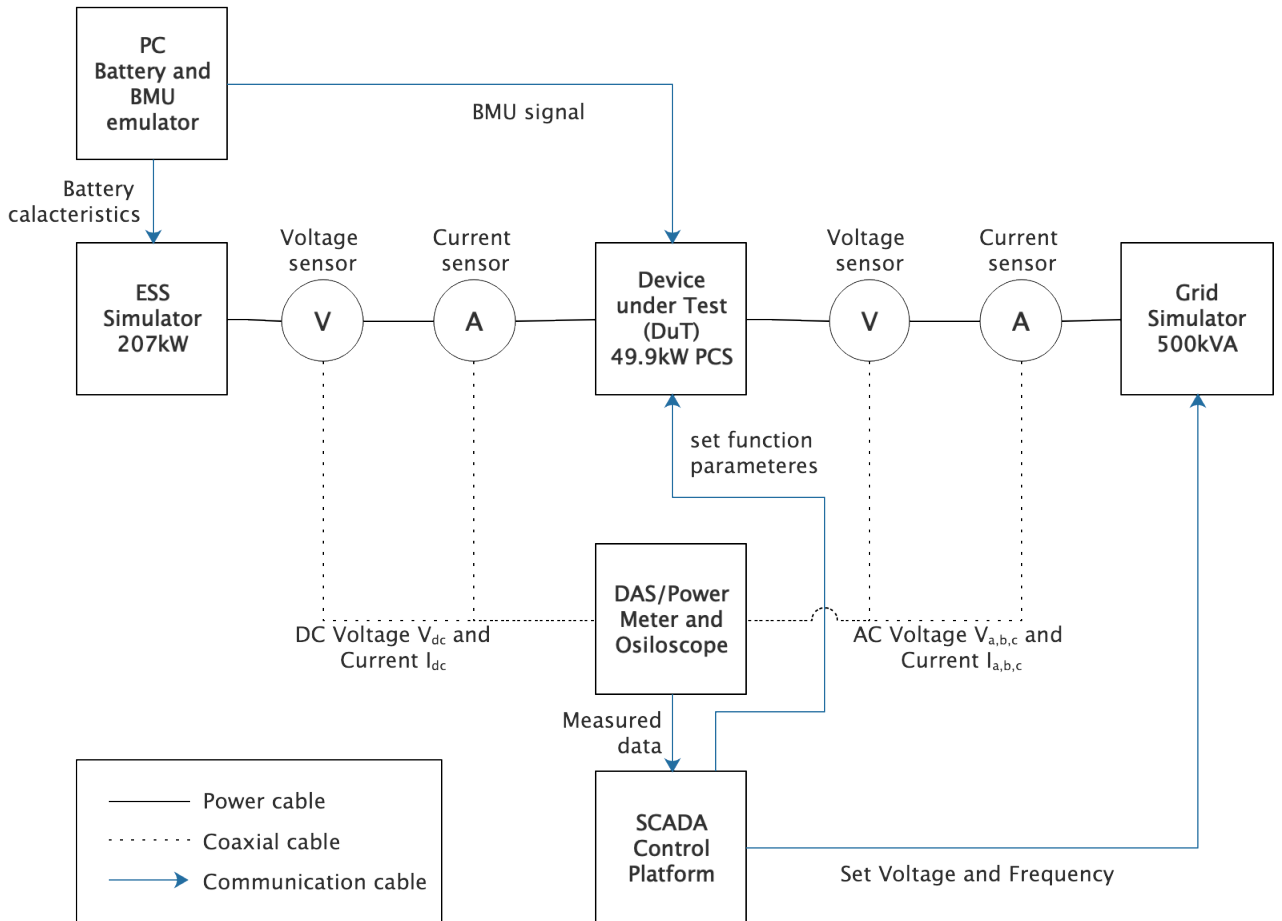 PC
Battery and
BMU
emulator
BMU signal
Battery
calacteristics
Voltage
sensor
Current
sensor
Voltage
sensor
Current
sensor
ESS
Simulator
207kW
V
A
Device
under Test
(DuT)
49.9kW PCS
V
A
Grid
Simulator
500kVA
set function
parameteres
DAS/Power
Meter and
Osiloscope
DC Voltage Vdc and
Current Idc
AC Voltage Va,b,c and
Current Ia,b,c
Measured
data
SCADA
Control
Platform
Set Voltage and Frequency
Power cable
Coaxial cable
Communication cable